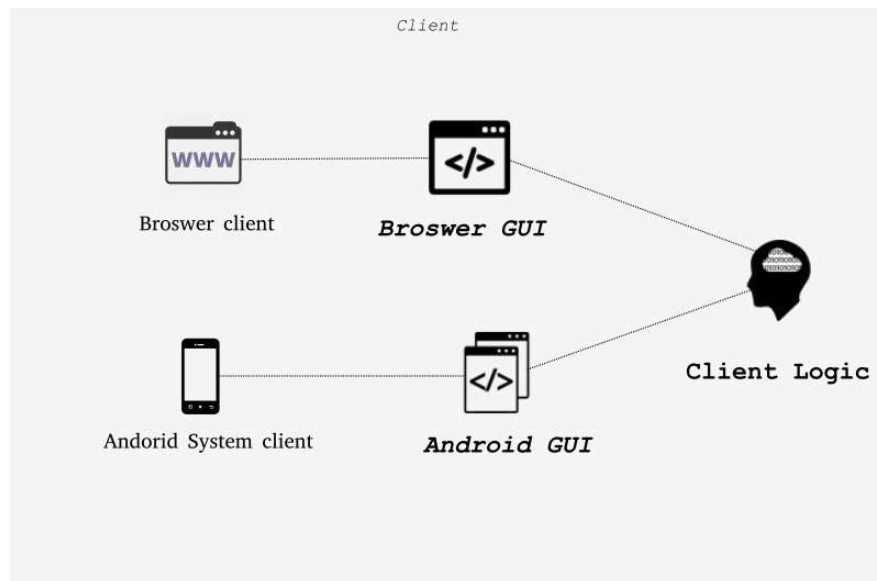 Client
WWW
</>
Broswer client
Broswer GUI
Client Logic
</>
Andorid System client
Android GUI